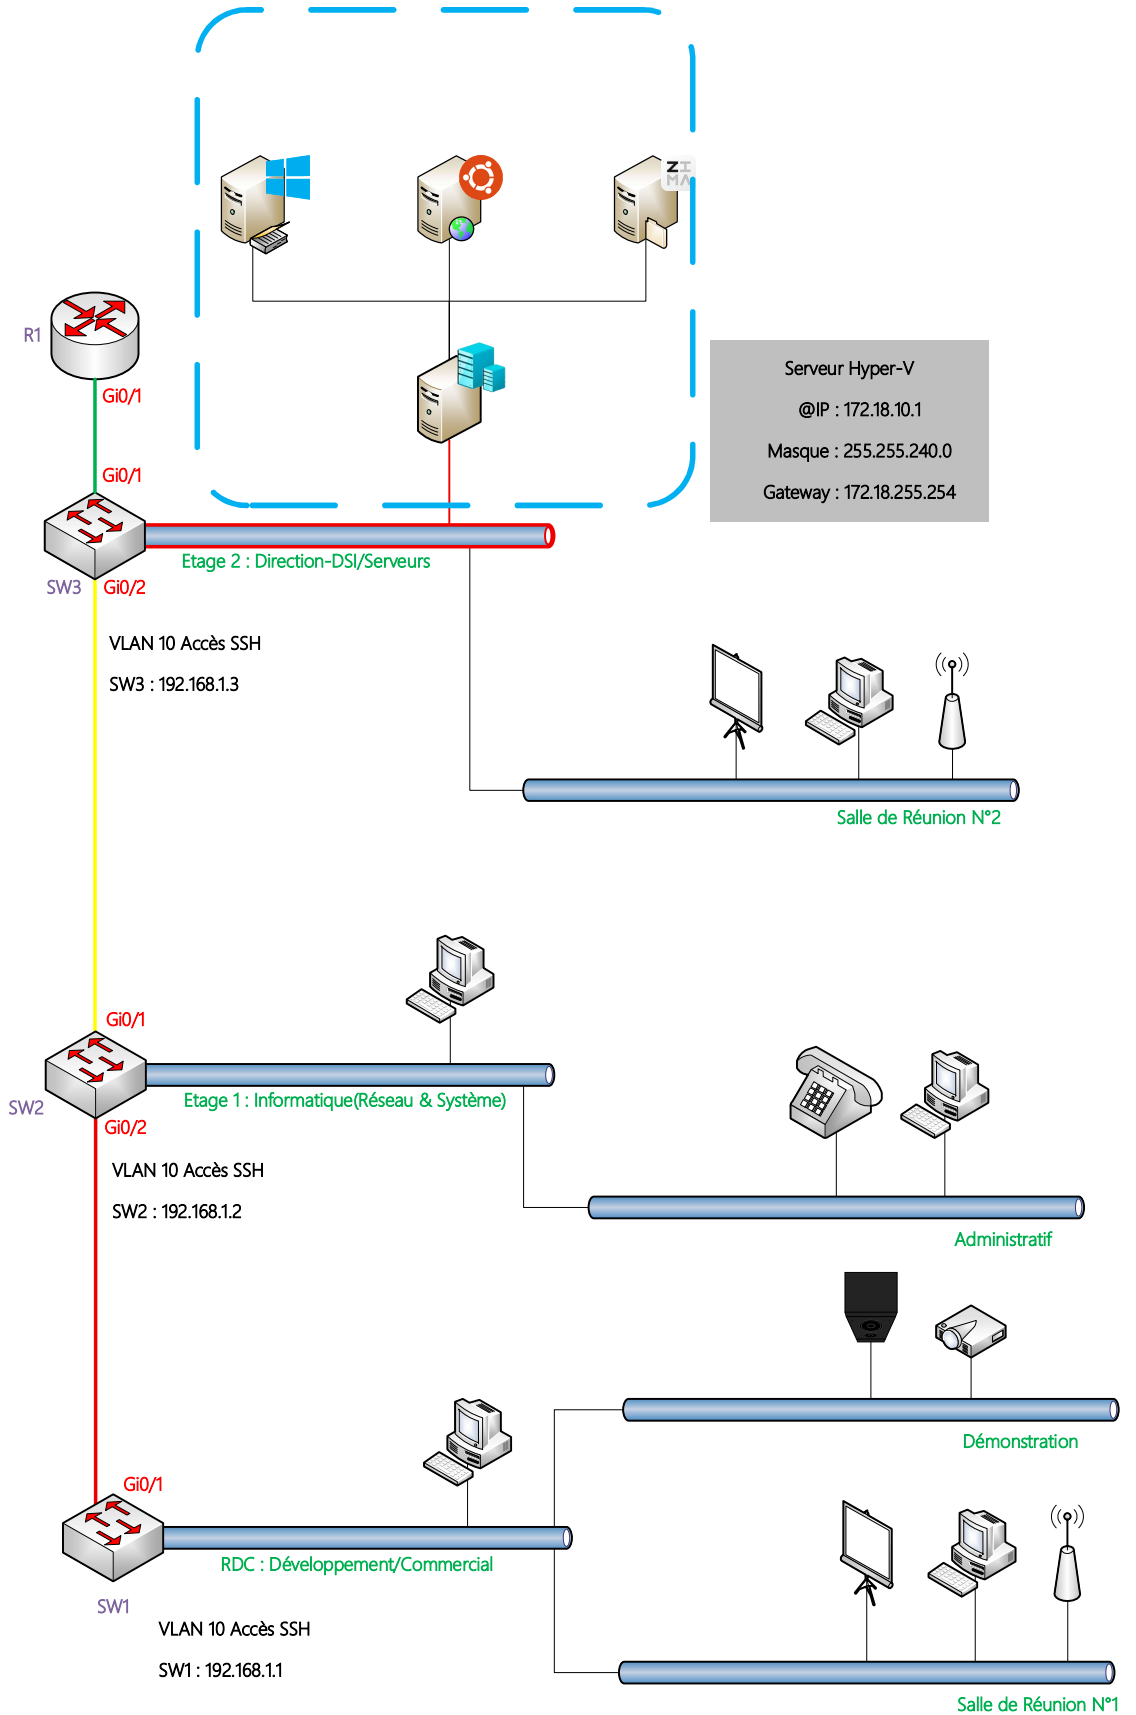 ZI
MA
R1
Gi0/1
Serveur Hyper-V
@IP : 172.18.10.1
Masque : 255.255.240.0
Gateway : 172.18.255.254
Gi0/1
Etage 2 : Direction-DSI/Serveurs
SW3
Gi0/2
VLAN 10 Accès SSH
SW3 : 192.168.1.3
Salle de Réunion N°2
Gi0/1
Etage 1 : Informatique(Réseau & Système)
SW2
Gi0/2
VLAN 10 Accès SSH
SW2 : 192.168.1.2
Administratif
Démonstration
Gi0/1
RDC : Développement/Commercial
SW1
VLAN 10 Accès SSH
SW1 : 192.168.1.1
Salle de Réunion N°1